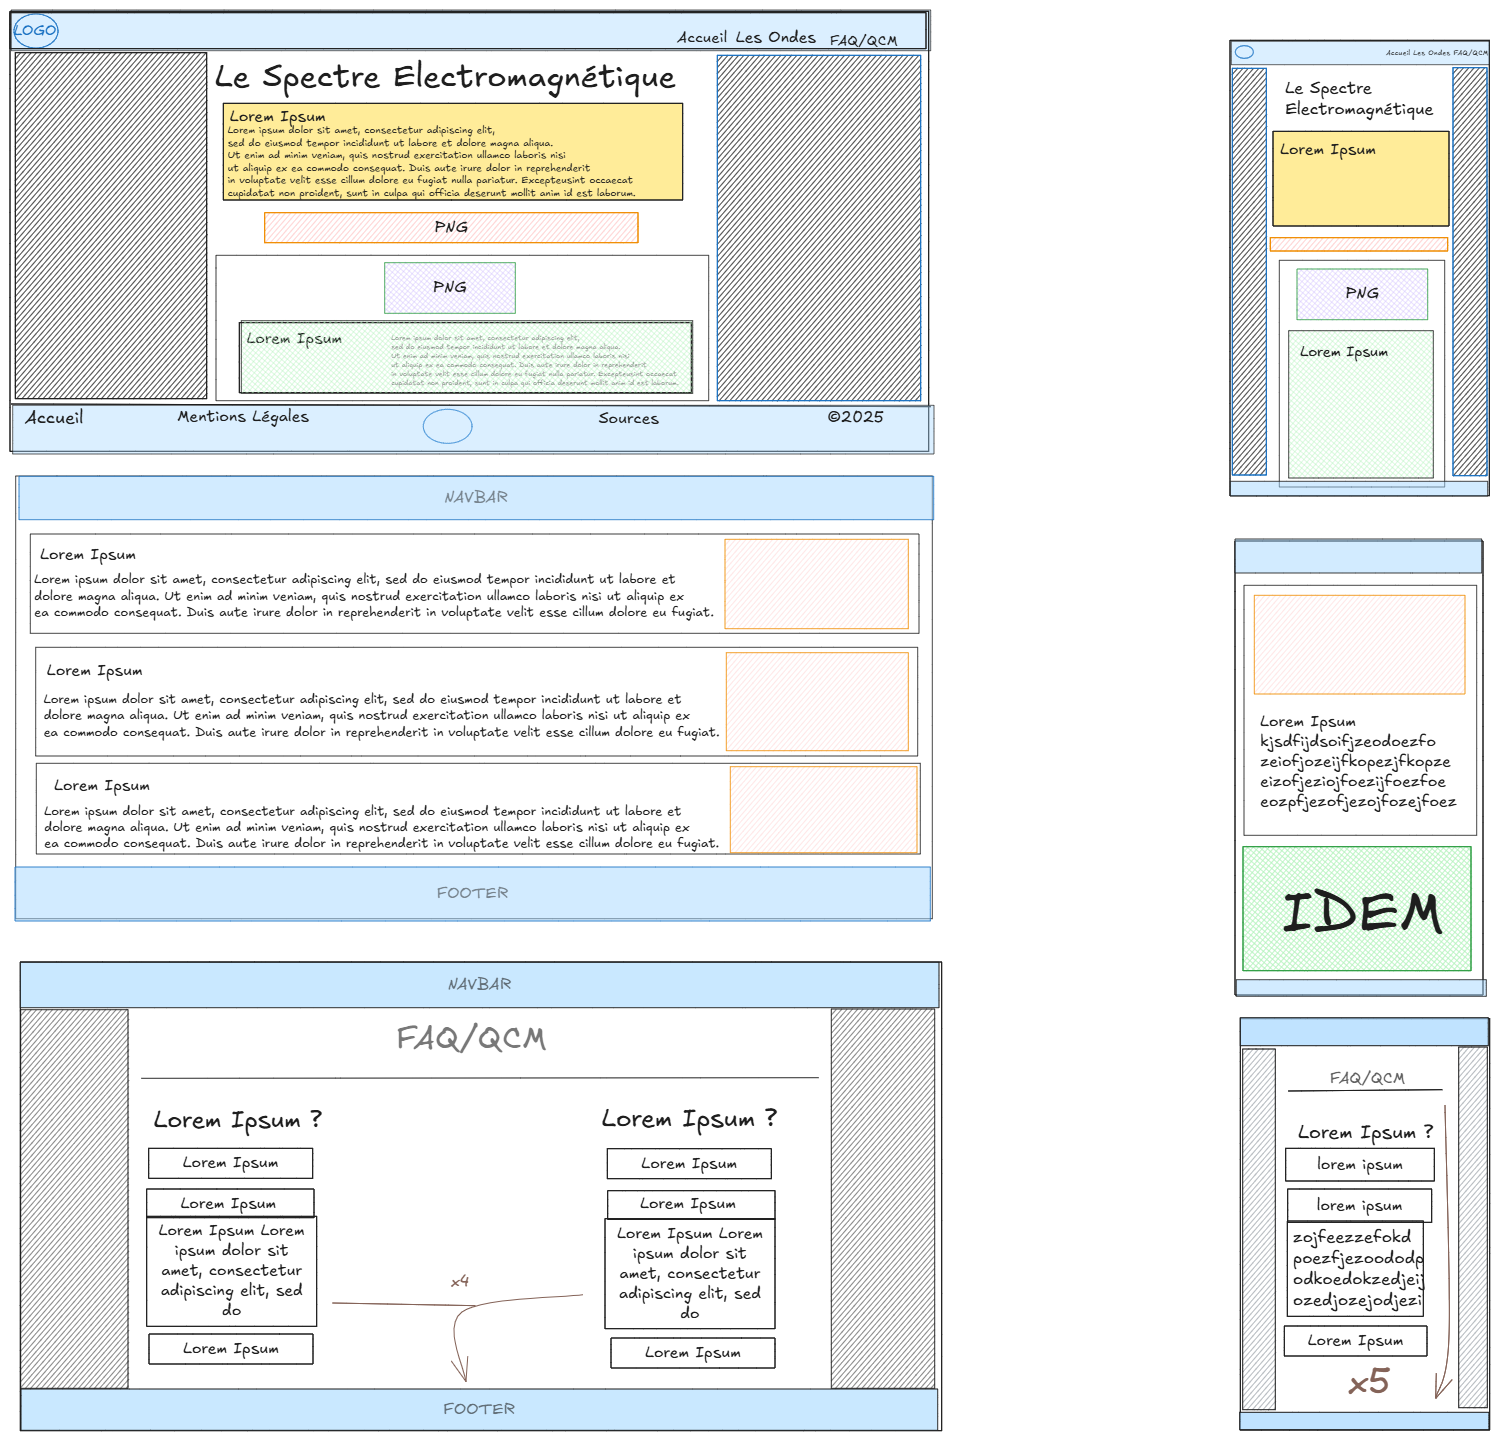 LOGO
Accueil Les Ondes FAQ/QCM
Le Spectre Electromagnétique
Lorem Ipsum
Lorem ipsum dolor sit amet, consectetur adipiscing elit,
sed do eiusmod tempor incididunt ut labore et dolore magna aliqua.
Ut enim ad minim veniam, quis nostrud exercitation ullamco laboris nisi
ut aliquip ex ea commodo consequat. Duis aute irure dolor in reprehenderit
in voluptate velit esse cillum dolore eu fugiat nulla pariatur. Excepteusint occaecat
cupidatat non proident, sunt in culpa qui officia deserunt mollit anim id est laborum.
PNG
PNG
Lorem Ipsum
Lorem ipsum dolor sit amet, consectetur adipiscing elit,
sed do eiusmod tempor incididunt ut labore et dolore magna aliqua.
Ut enim ad minim veniam, quis nostrud exercitation ullamco laboris nisi
ut aliquip ex ea commodo consequat. Duis aute irure dolor in reprehenderit
in voluptate velit esse cillum dolore eu fugiat nulla pariatur. Excepteusint occaecat
cupidatat non proident, sunt in culpa qui officia deserunt mollit anim id est laborum.
Accueil
Mentions Légales
Sources
©2025
NAVBAR
Lorem Ipsum
Lorem ipsum dolor sit amet, consectetur adipiscing elit, sed do eiusmod tempor incididunt ut labore et
dolore magna aliqua. Ut enim ad minim veniam, quis nostrud exercitation ullamco laboris nisi ut aliquip ex
ea commodo consequat. Duis aute irure dolor in reprehenderit in voluptate velit esse cillum dolore eu fugiat.
Lorem Ipsum
Lorem ipsum dolor sit amet, consectetur adipiscing elit, sed do eiusmod tempor incididunt ut labore et
dolore magna aliqua. Ut enim ad minim veniam, quis nostrud exercitation ullamco laboris nisi ut aliquip ex
ea commodo consequat. Duis aute irure dolor in reprehenderit in voluptate velit esse cillum dolore eu fugiat.
Lorem Ipsum
Lorem ipsum dolor sit amet, consectetur adipiscing elit, sed do eiusmod tempor incididunt ut labore et
dolore magna aliqua. Ut enim ad minim veniam, quis nostrud exercitation ullamco laboris nisi ut aliquip ex
ea commodo consequat. Duis aute irure dolor in reprehenderit in voluptate velit esse cillum dolore eu fugiat.
FOOTER
NAVBAR
FAQ/QCM
Lorem Ipsum ?
Lorem Ipsum
Lorem Ipsum
Lorem Ipsum Lorem
ipsum dolor sit
amet, consectetur
adipiscing elit, sed
do
Lorem Ipsum
x4
Lorem Ipsum ?
Lorem Ipsum
Lorem Ipsum
Lorem Ipsum Lorem
ipsum dolor sit
amet, consectetur
adipiscing elit, sed
do
Lorem Ipsum
FOOTER
Accueil Les Ondes FAQ/QCM
Le Spectre
Electromagnétique
Lorem Ipsum
PNG
Lorem Ipsum
Lorem Ipsum
kjsdfijdsoifjzeodoezfo
zeiofjozeijfkopezjfkopze
eizofjeziojfoezijfoezfoe
eozpfjezofjezojfozejfoez
IDEM
FAQ/QCM
Lorem Ipsum ?
lorem ipsum
lorem ipsum
zojfeezzefokd
poezfjezoododp
odkoedokzedjeij
ozedjozejodjezi
Lorem Ipsum
x5